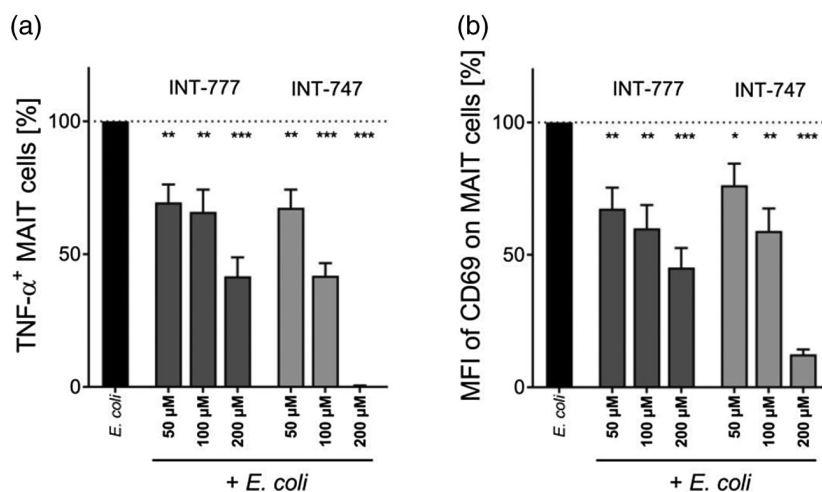 (a)
TNF-α+ MAIT cells [%]
INT-777 INT-747
100
** ** *** ** *** ***
50
0
E. coli
50 µM
100 µM
200 µM
50 µM
100 µM
200 µM
+ E. coli
(b)
MFI of CD69 on MAIT cells [%]
INT-777 INT-747
100
** ** *** * ** ***
50
0
E. coli
50 µM
100 µM
200 µM
50 µM
100 µM
200 µM
+ E. coli